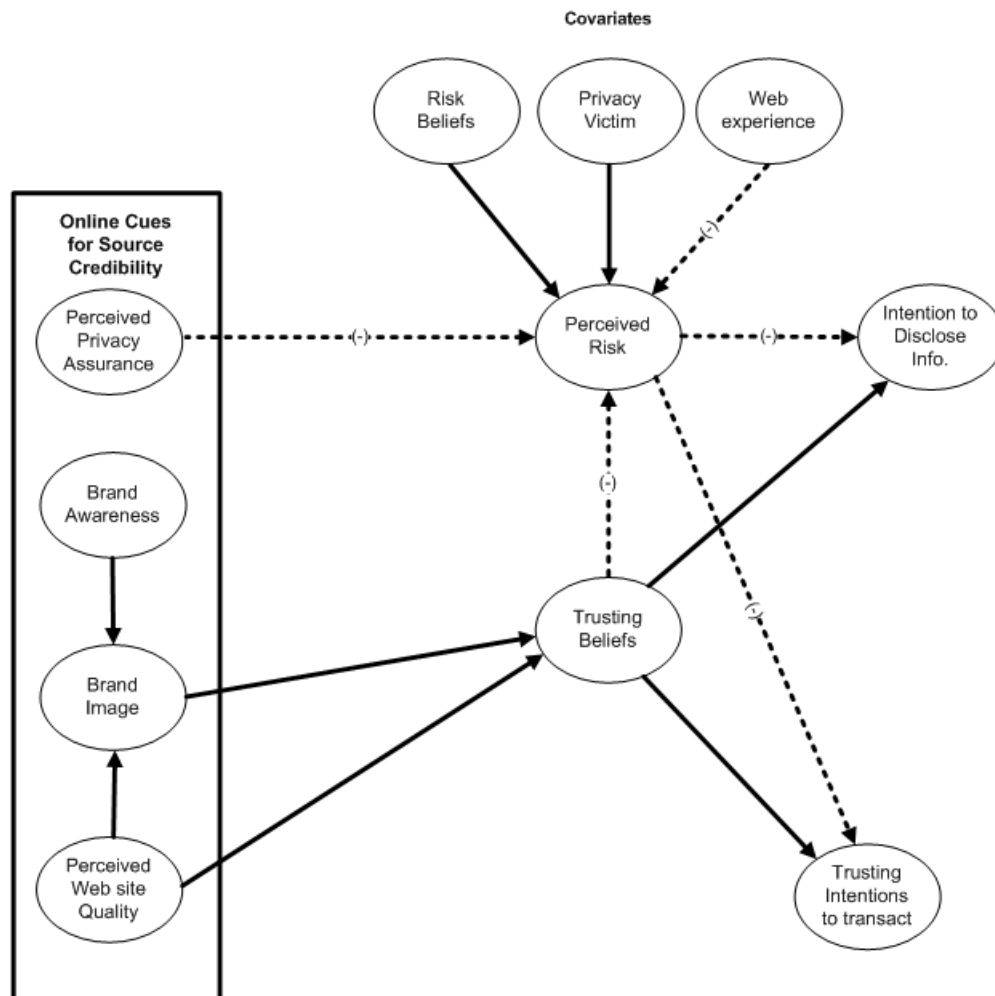 Covariates
Risk
Beliefs
Privacy
Victim
Web
experience
Online Cues
for Source
Credibility
(-)
Perceived
Privacy
Assurance
(-)
Perceived
Risk
(-)
Intention to
Disclose
Info.
Brand
Awareness
(-)
(-)
Trusting
Beliefs
Brand
Image
Perceived
Web site
Quality
Trusting
Intentions
to transact